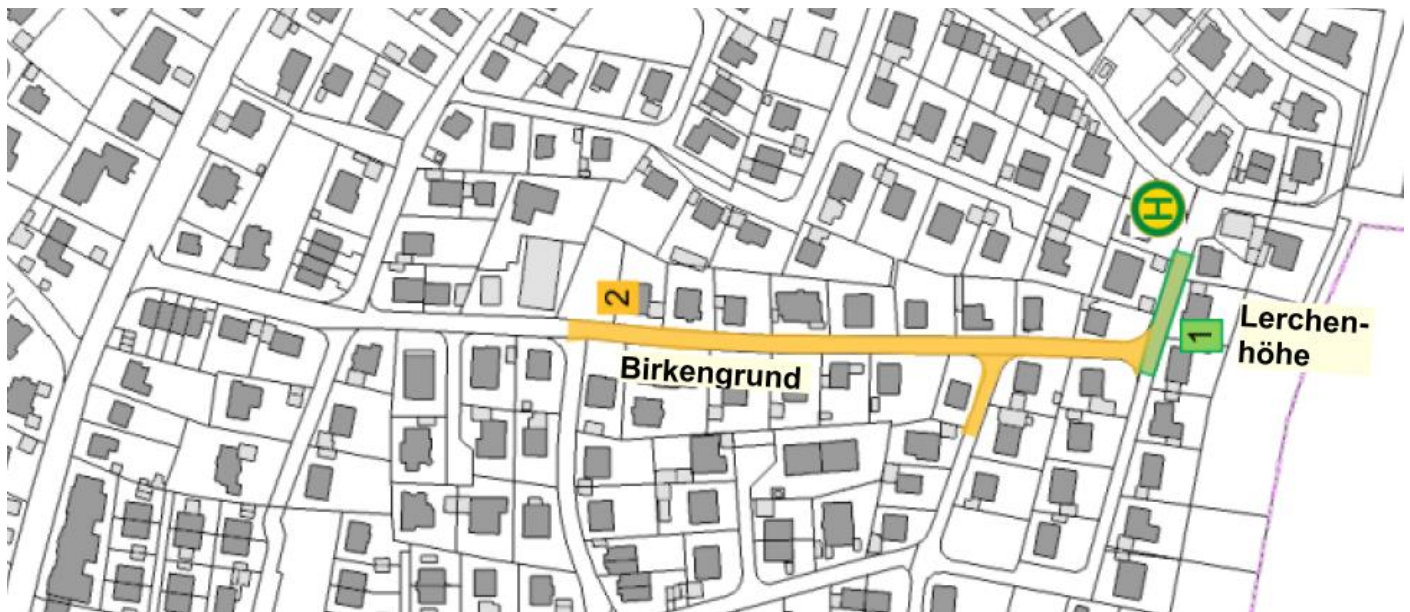 H
2
Birkengrund
1
Lerchen-
höhe